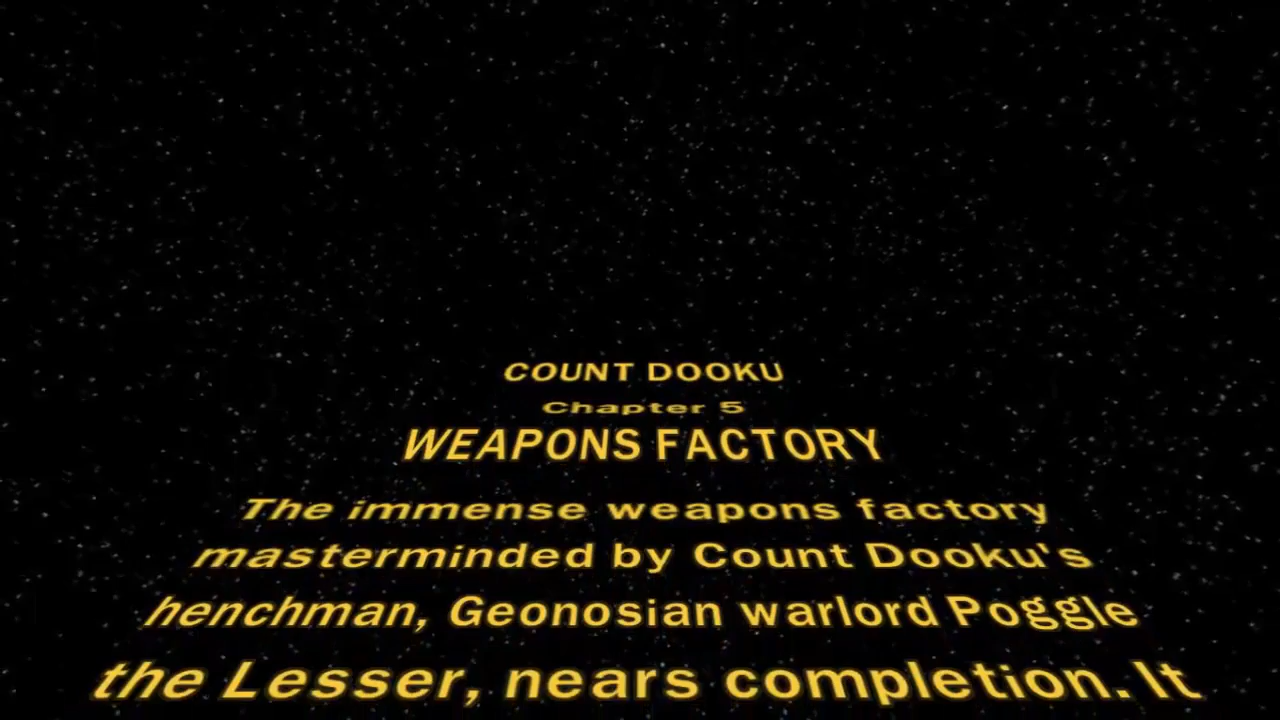 COUNT DOOKU
Chapter 5
WEAPONS FACTORY
The immense weapons factory
masterminded by Count Dooku's
henchman, Geonosian warlord Poggle
the Lesser, nears completion. It